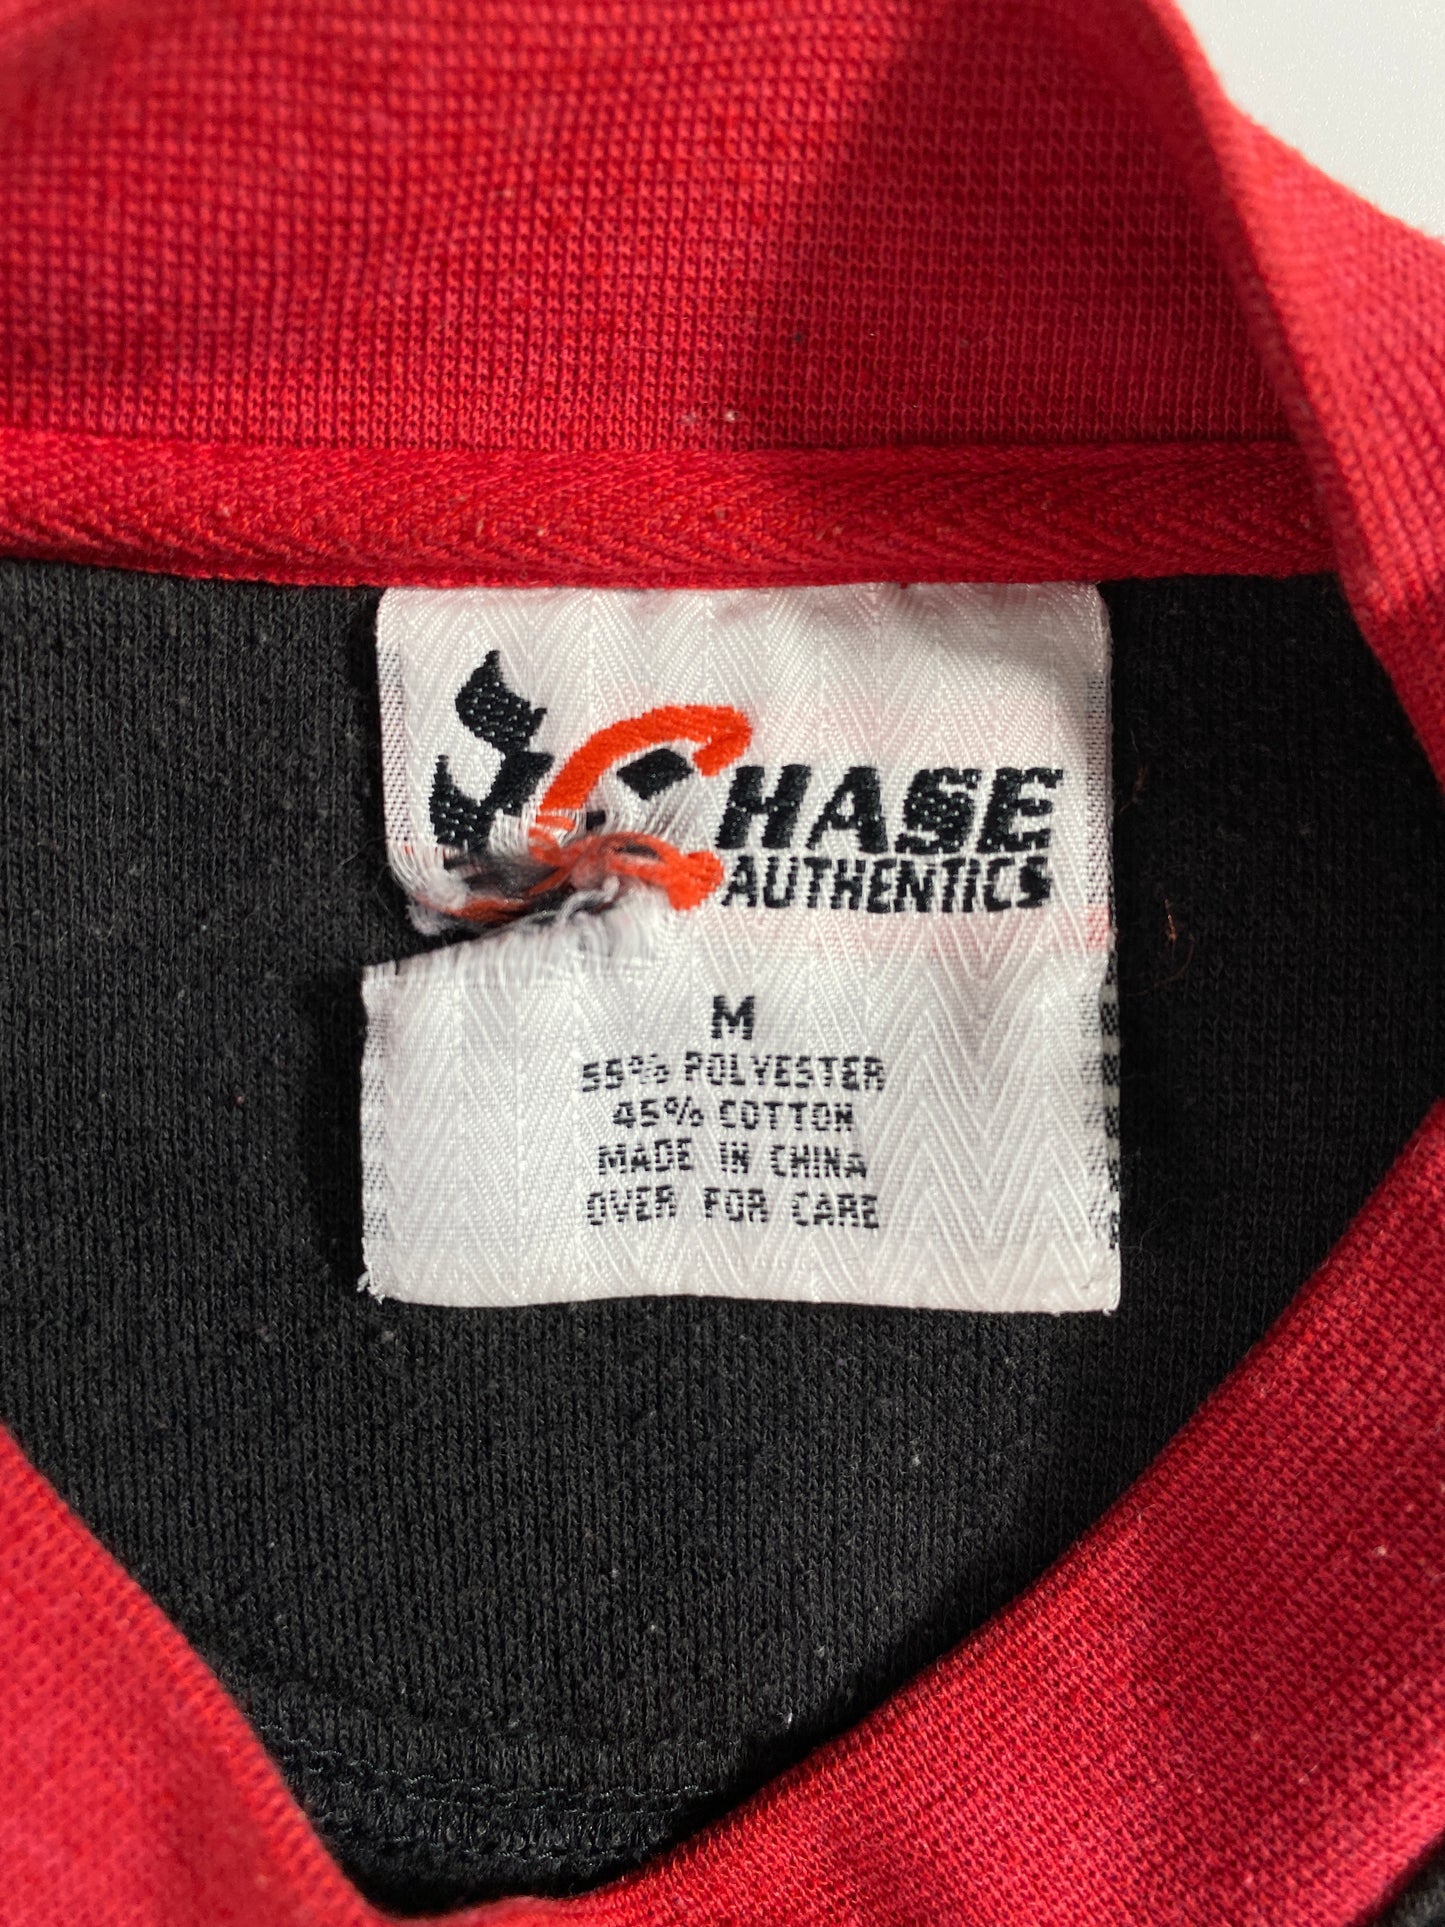 CHASE
AUTHENTICS
M
55% POLYESTER
45% COTTON
MADE IN CHINA
OVER FOR CARE